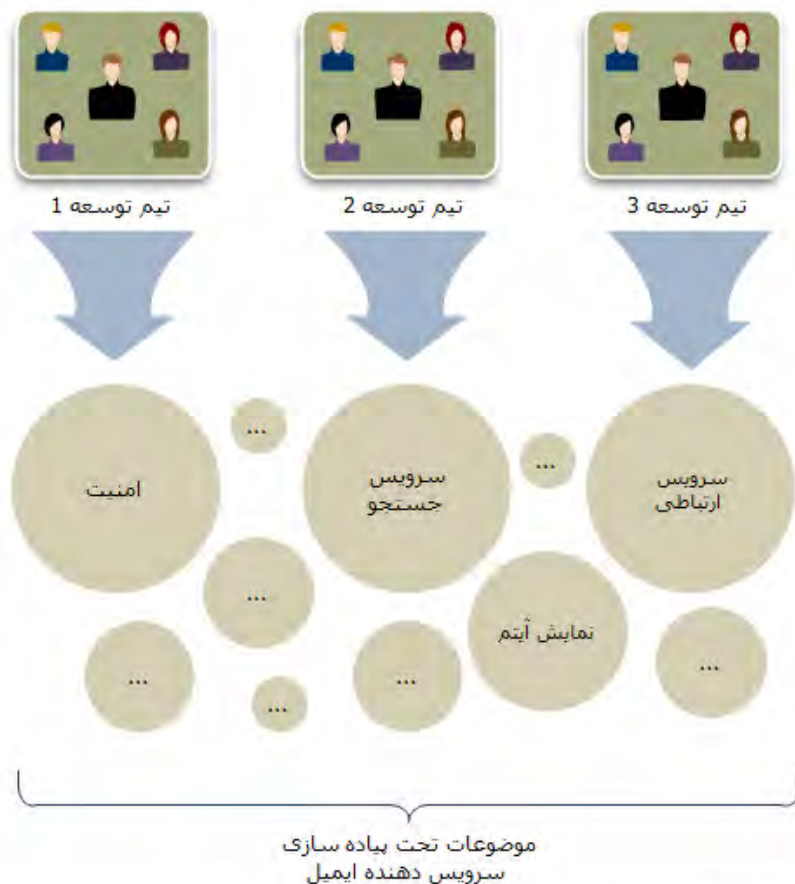 تیم توسعه 1
تیم توسعه 2
تیم توسعه 3
امنیت
...
سرویس
جستجو
...
سرویس
ارتباطی
...
نمایش آیتم
...
...
...
...
موضوعات تحت پیاده سازی
سرویس دهنده ایمیل